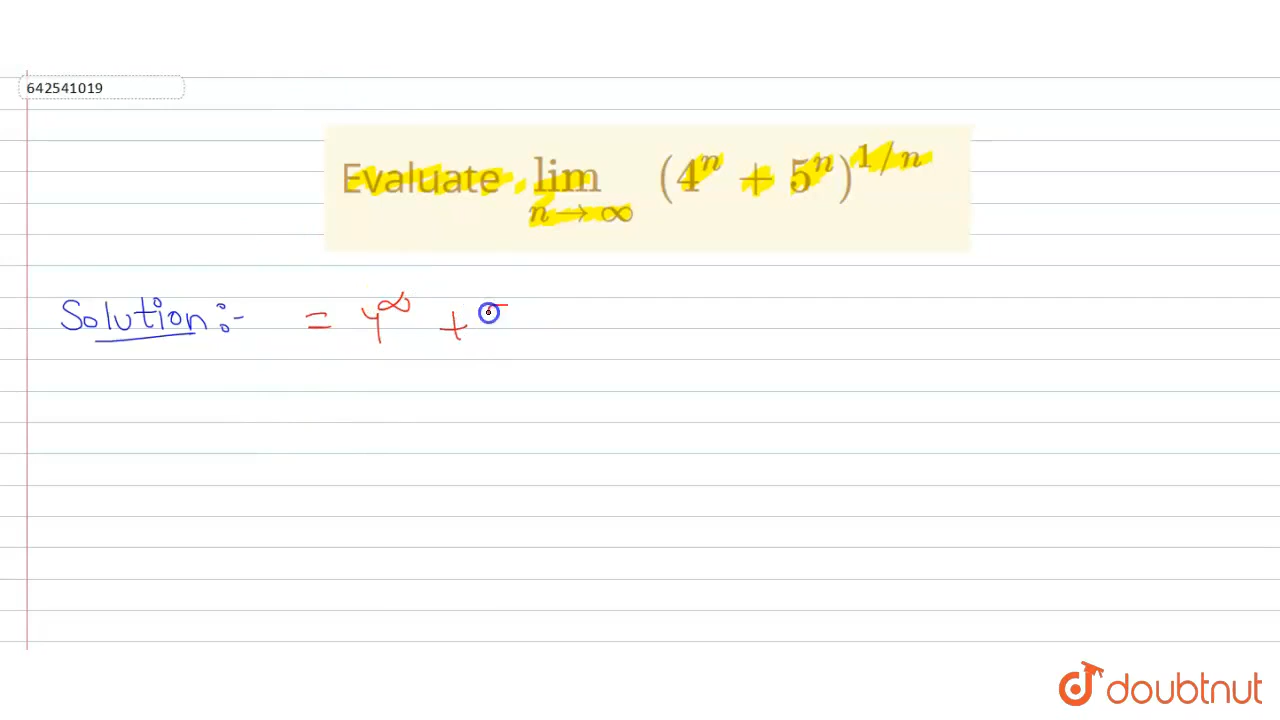 642541019
Evaluate lim n→∞ (4^n + 5^n)^{1/n}
Solution:- = 4^∞ +
doubtnut